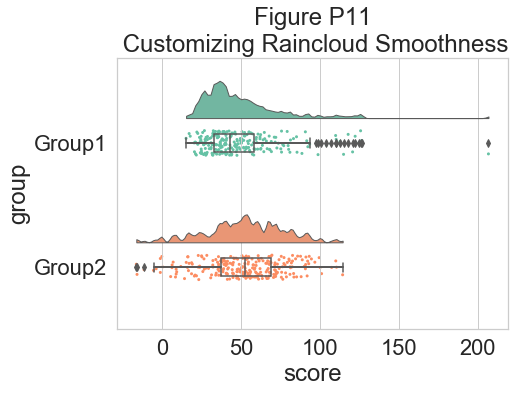 Figure P11
Customizing Raincloud Smoothness
group
Group1
Group2
0 50 100 150 200
score